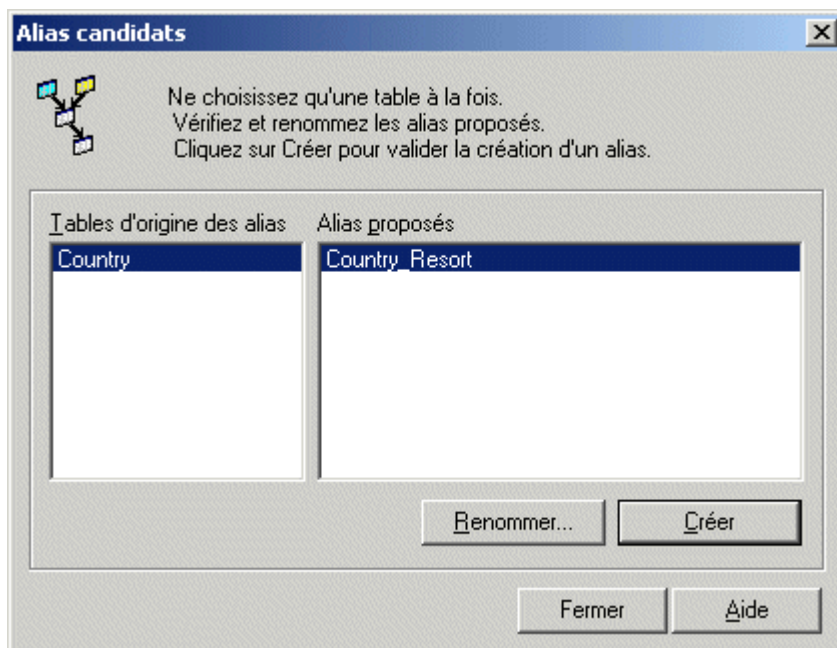 Alias candidats
Ne choisissez qu'une table à la fois.
Vérifiez et renommez les alias proposés.
Cliquez sur Créer pour valider la création d'un alias.
Tables d'origine des alias
Alias proposés
Country
Country_Resort
Renommer...
Créer
Fermer
Aide